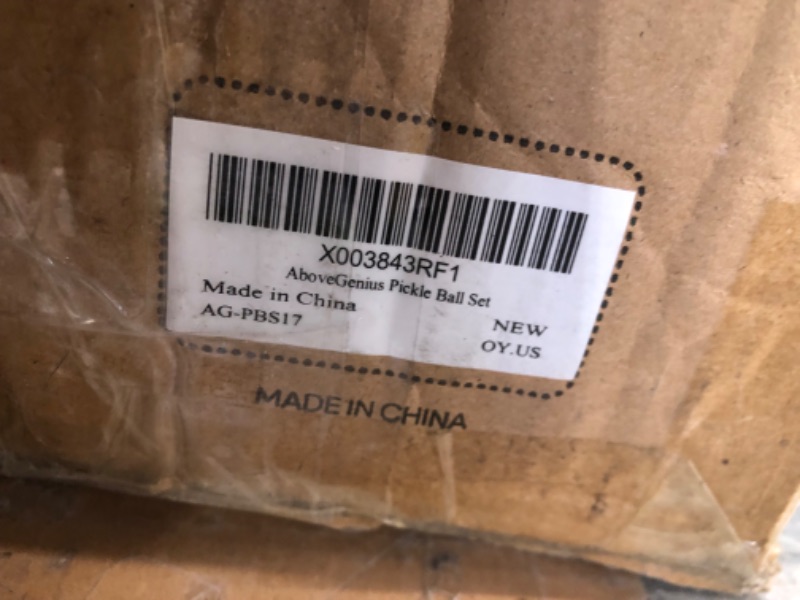 X003843RF1
AboveGenius Pickle Ball Set
Made in China
AG-PBS17
NEW
OY.US
MADE IN CHINA